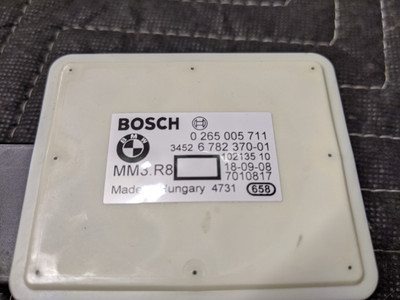 BOSCH 0 265 005 711
BMW 3452 6 782 370-01
102135 10
MM3.R8 18-09-08
7010817
Made in Hungary 4731 658